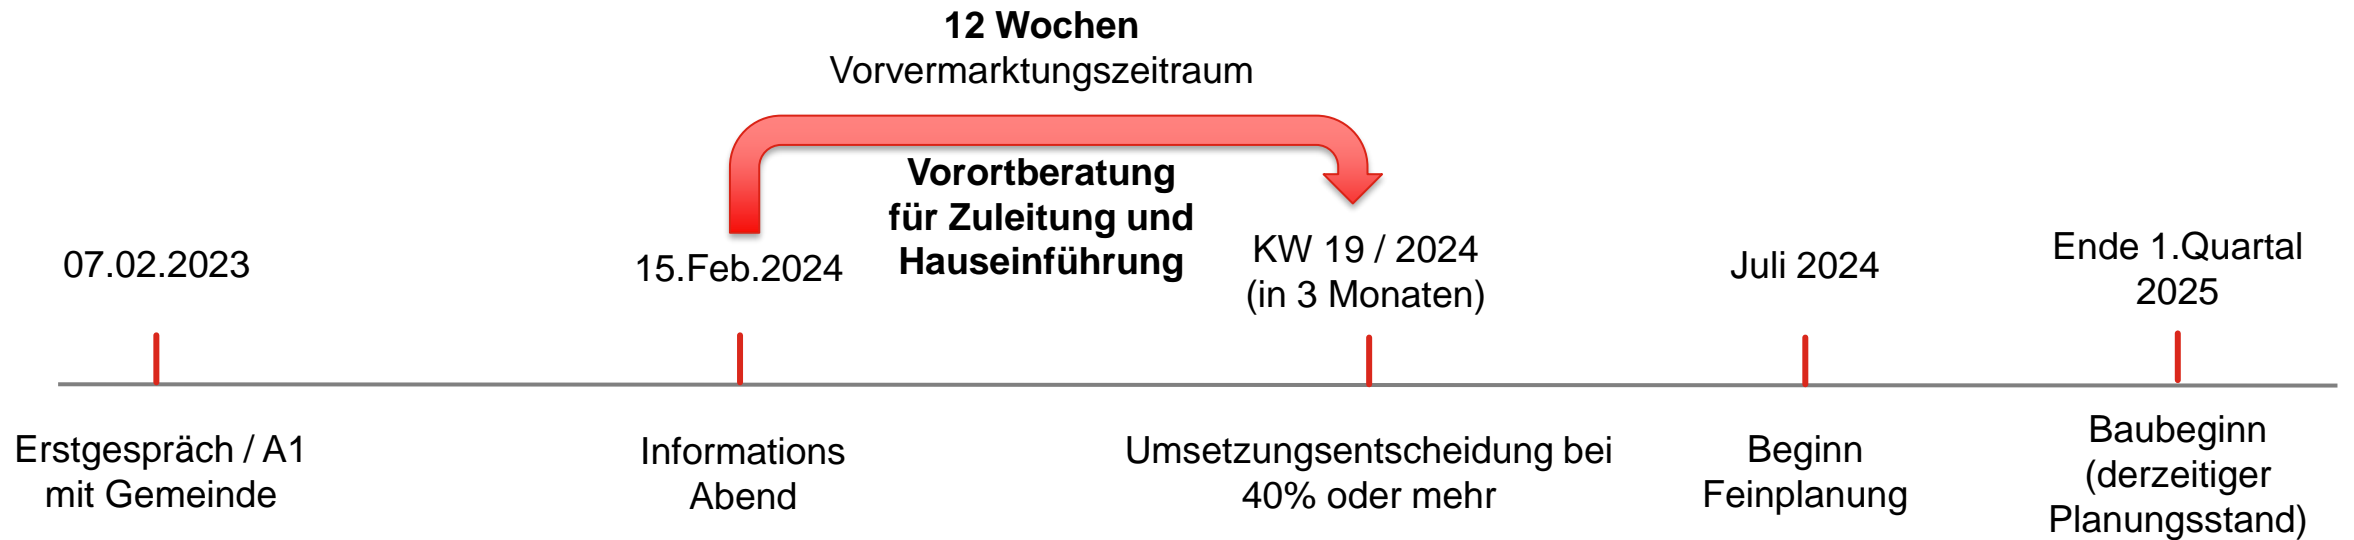 12 Wochen
Vorvermarktungszeitraum
Vorortberatung
für Zuleitung und
Hauseinführung
07.02.2023
15.Feb.2024
KW 19 / 2024
(in 3 Monaten)
Juli 2024
Ende 1.Quartal
2025
Erstgespräch / A1
mit Gemeinde
Informations
Abend
Umsetzungsentscheidung bei
40% oder mehr
Beginn
Feinplanung
Baubeginn
(derzeitiger
Planungsstand)